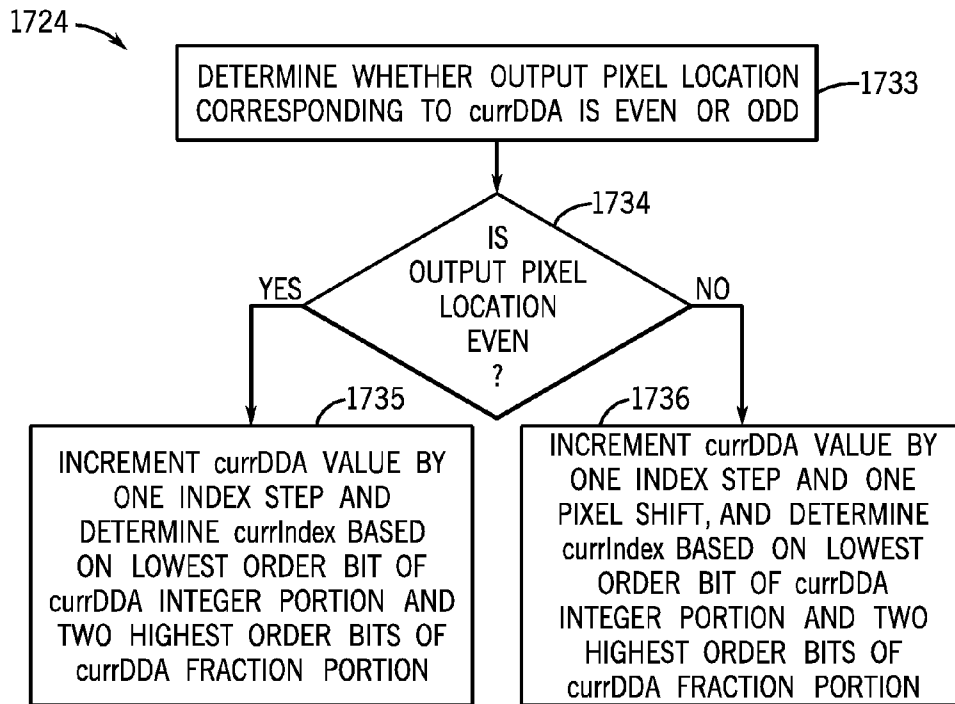 1724
DETERMINE WHETHER OUTPUT PIXEL LOCATION
CORRESPONDING TO currDDA IS EVEN OR ODD
1733
1734
IS
OUTPUT PIXEL
LOCATION
EVEN
?
YES
NO
1735
INCREMENT currDDA VALUE BY
ONE INDEX STEP AND
DETERMINE currIndex BASED
ON LOWEST ORDER BIT OF
currDDA INTEGER PORTION AND
TWO HIGHEST ORDER BITS OF
currDDA FRACTION PORTION
1736
INCREMENT currDDA VALUE BY
ONE INDEX STEP AND ONE
PIXEL SHIFT, AND DETERMINE
currIndex BASED ON LOWEST
ORDER BIT OF currDDA
INTEGER PORTION AND TWO
HIGHEST ORDER BITS OF
currDDA FRACTION PORTION